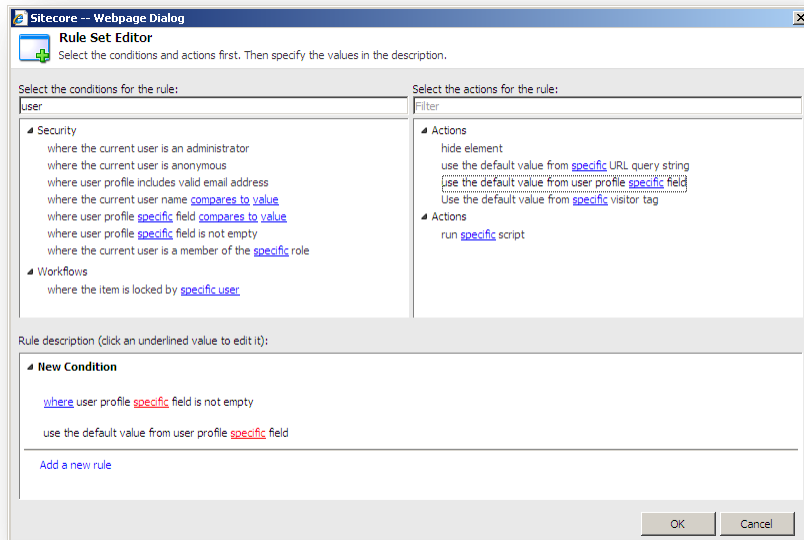 Sitecore -- Webpage Dialog
Rule Set Editor
Select the conditions and actions first. Then specify the values in the description.
Select the conditions for the rule:
user
Security
where the current user is an administrator
where the current user is anonymous
where user profile includes valid email address
where the current user name compares to value
where user profile specific field compares to value
where user profile specific field is not empty
where the current user is a member of the specific role
Workflows
where the item is locked by specific user
Select the actions for the rule:
Filter
Actions
hide element
use the default value from specific URL query string
use the default value from user profile specific field
Use the default value from specific visitor tag
Actions
run specific script
Rule description (click an underlined value to edit it):
New Condition
where user profile specific field is not empty
use the default value from user profile specific field
Add a new rule
OK
Cancel